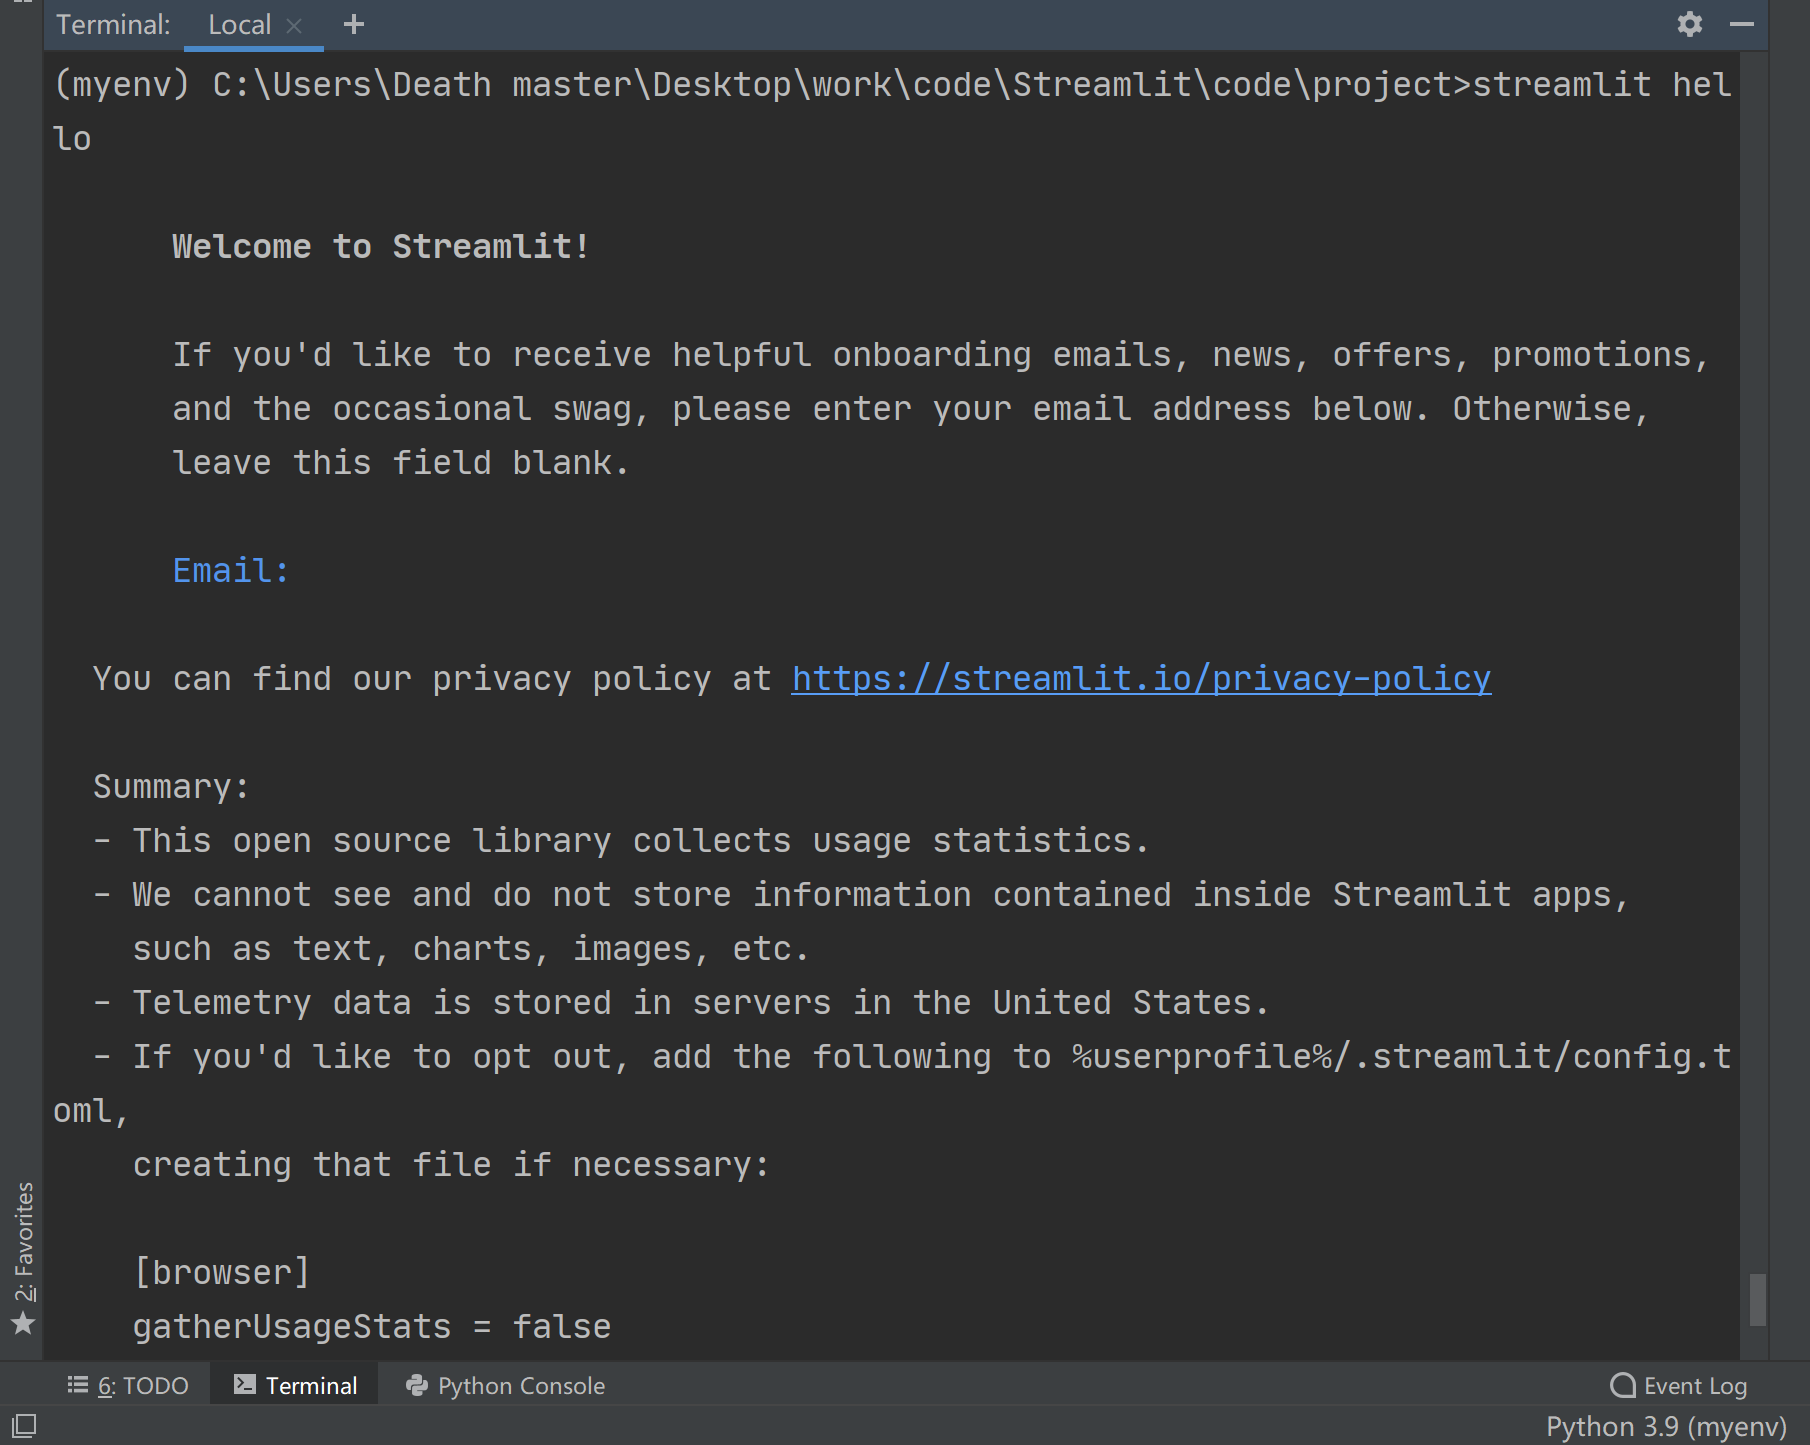 Terminal: Local × +
(myenv) C:\Users\Death master\Desktop\work\code\Streamlit\code\project>streamlit hel
lo
Welcome to Streamlit!
If you'd like to receive helpful onboarding emails, news, offers, promotions,
and the occasional swag, please enter your email address below. Otherwise,
leave this field blank.
Email:
You can find our privacy policy at https://streamlit.io/privacy-policy
Summary:
- This open source library collects usage statistics.
- We cannot see and do not store information contained inside Streamlit apps,
such as text, charts, images, etc.
- Telemetry data is stored in servers in the United States.
- If you'd like to opt out, add the following to %userprofile%/.streamlit/config.t
oml,
creating that file if necessary:
[browser]
gatherUsageStats = false
2: Favorites
6: TODO Terminal Python Console Event Log
Python 3.9 (myenv)